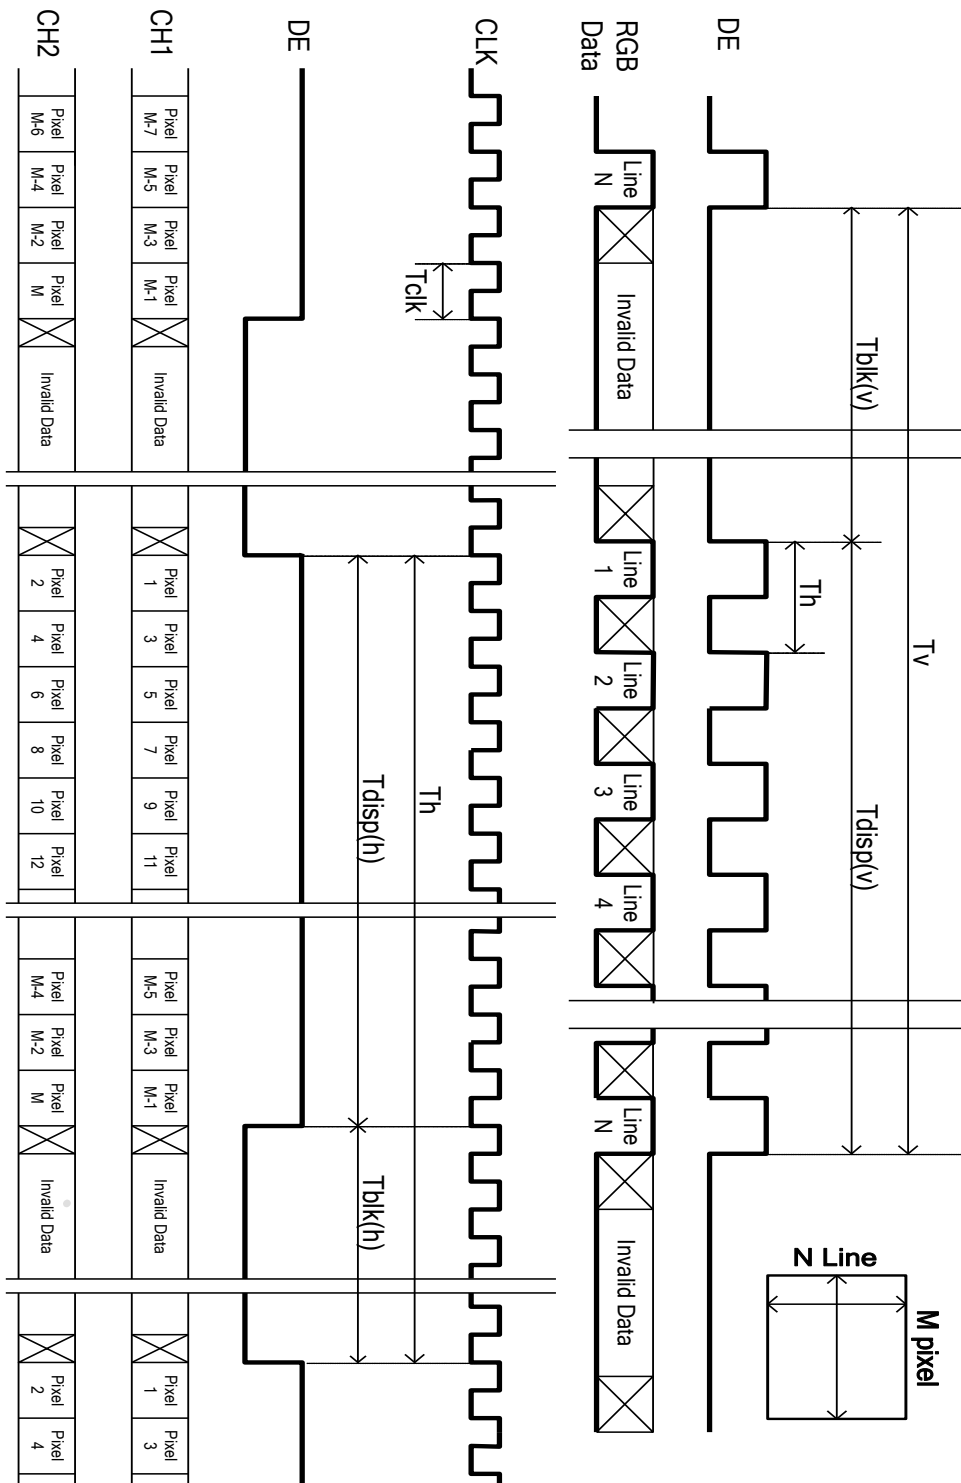 DE
Tv
Tblk(v)
Tdisp(v)
Th
RGB
Data
Line
N
Invalid Data
Line
1
Line
2
Line
3
Line
4
Line
N
Invalid Data
N Line
M pixel
CLK
Tclk
Th
DE
Tdisp(h)
Tblk(h)
CH1
Pixel
M-7
Pixel
M-5
Pixel
M-3
Pixel
M-1
Invalid Data
Pixel
1
Pixel
3
Pixel
5
Pixel
7
Pixel
9
Pixel
11
Pixel
M-5
Pixel
M-3
Pixel
M-1
Invalid Data
Pixel
1
Pixel
3
CH2
Pixel
M-6
Pixel
M-4
Pixel
M-2
Pixel
M
Invalid Data
Pixel
2
Pixel
4
Pixel
6
Pixel
8
Pixel
10
Pixel
12
Pixel
M-4
Pixel
M-2
Pixel
M
Invalid Data
Pixel
2
Pixel
4